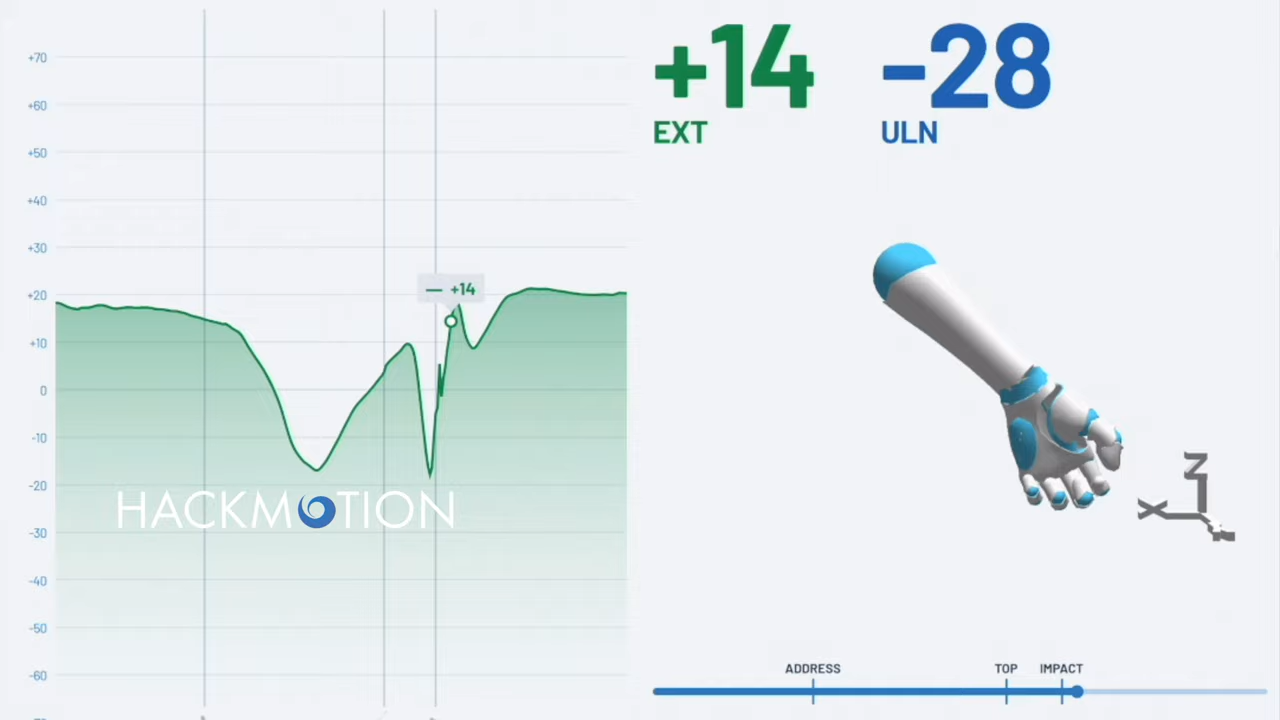 +70
+60
+50
+40
+30
+20
+10
0
-10
-20
-30
-40
-50
-60
+14
HACKMOTION
+14
EXT
-28
ULN
Z
X
ADDRESS
TOP
IMPACT